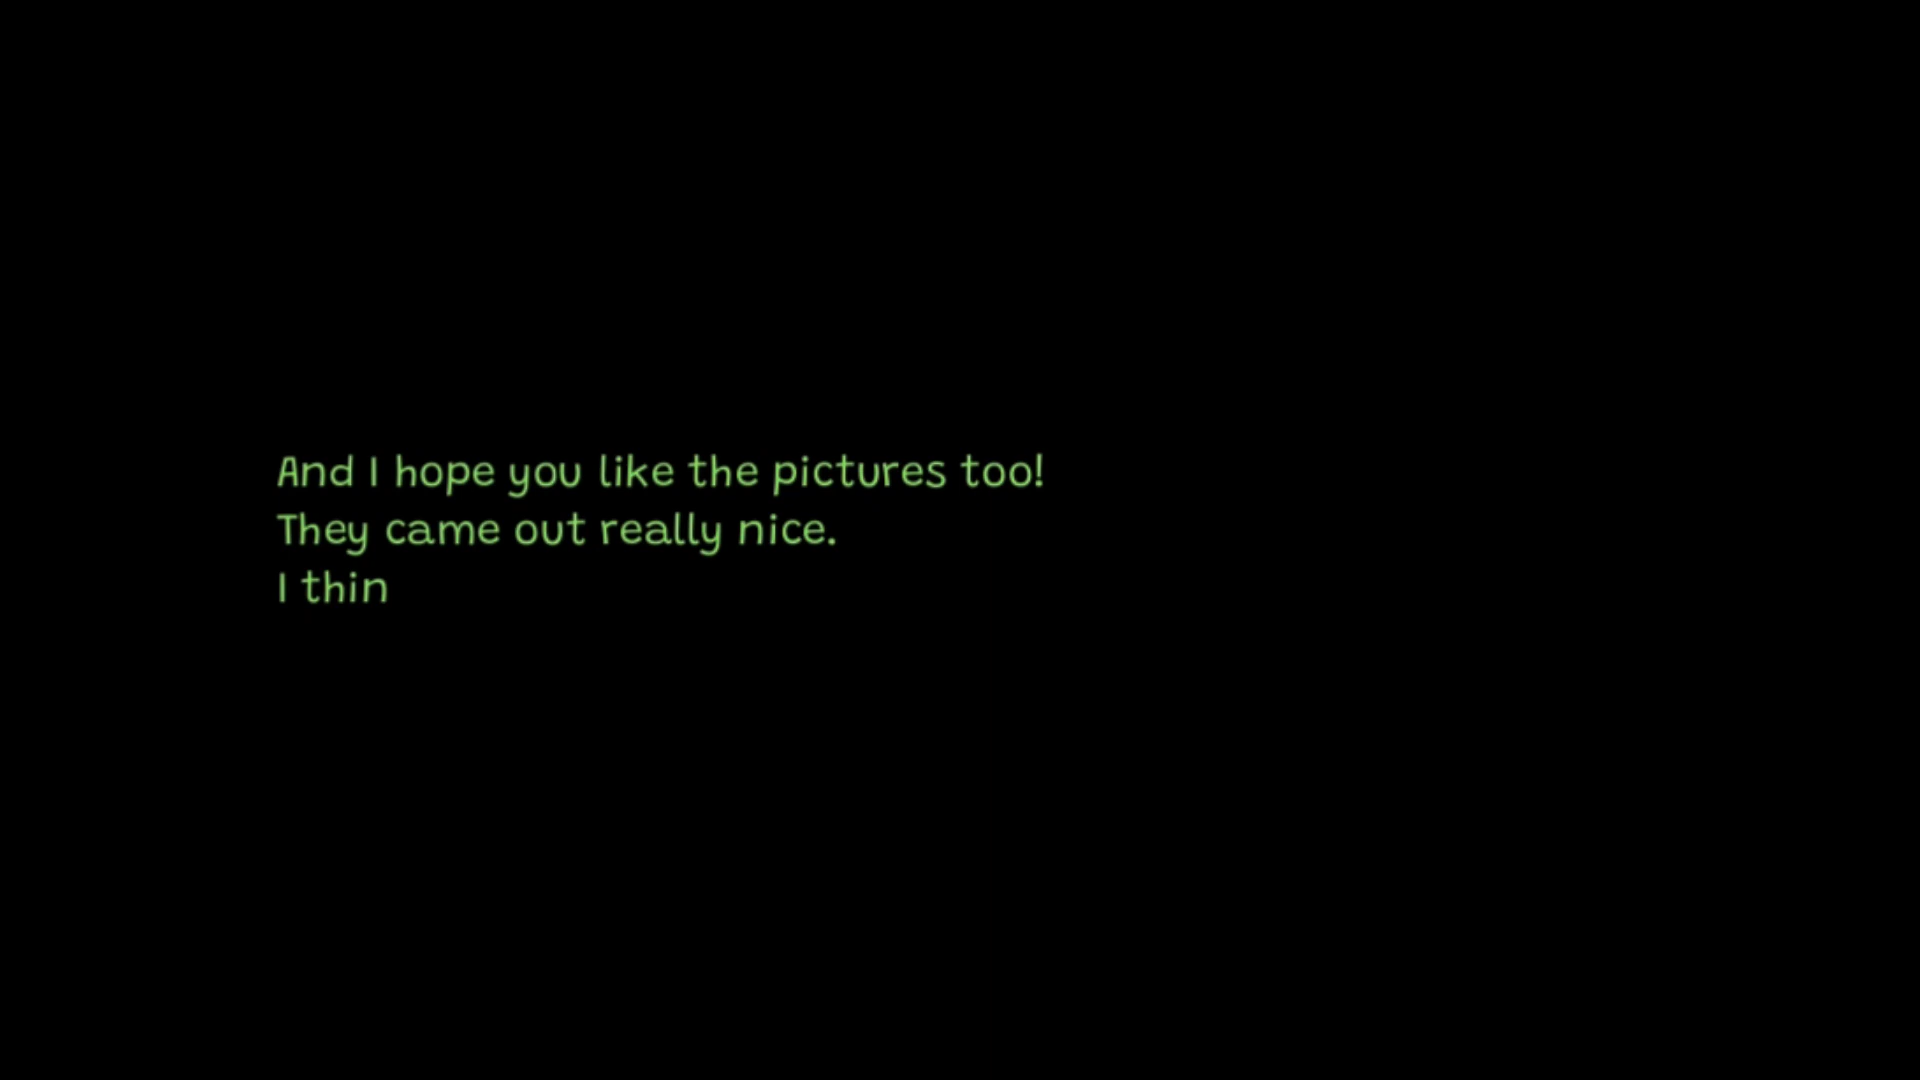 And I hope you like the pictures too!
They came out really nice.
I thin